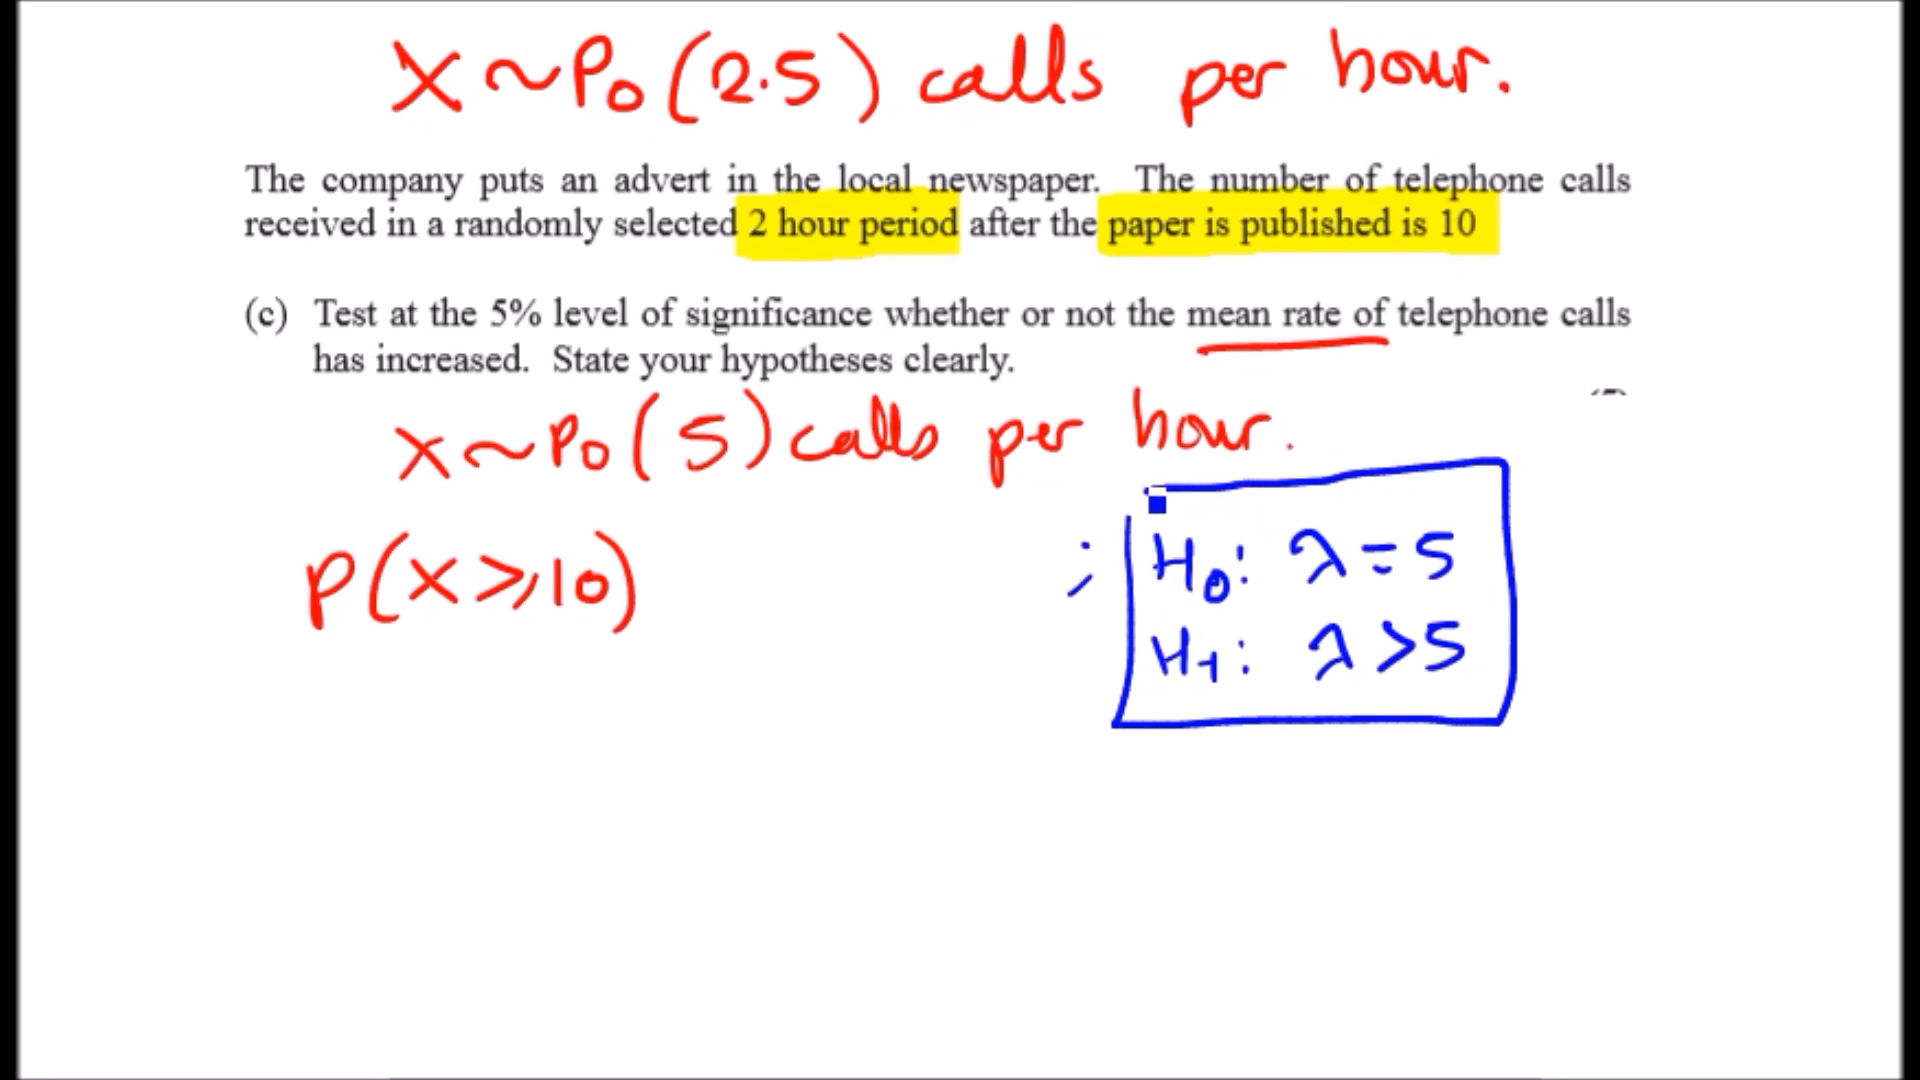 X ~ Po (2.5) calls per hour.
The company puts an advert in the local newspaper. The number of telephone calls
received in a randomly selected 2 hour period after the paper is published is 10
(c) Test at the 5% level of significance whether or not the mean rate of telephone calls
has increased. State your hypotheses clearly.
x ~ Po (5) calls per hour.
H₀: λ = 5
P(X ⩾ 10)
H₁: λ > 5